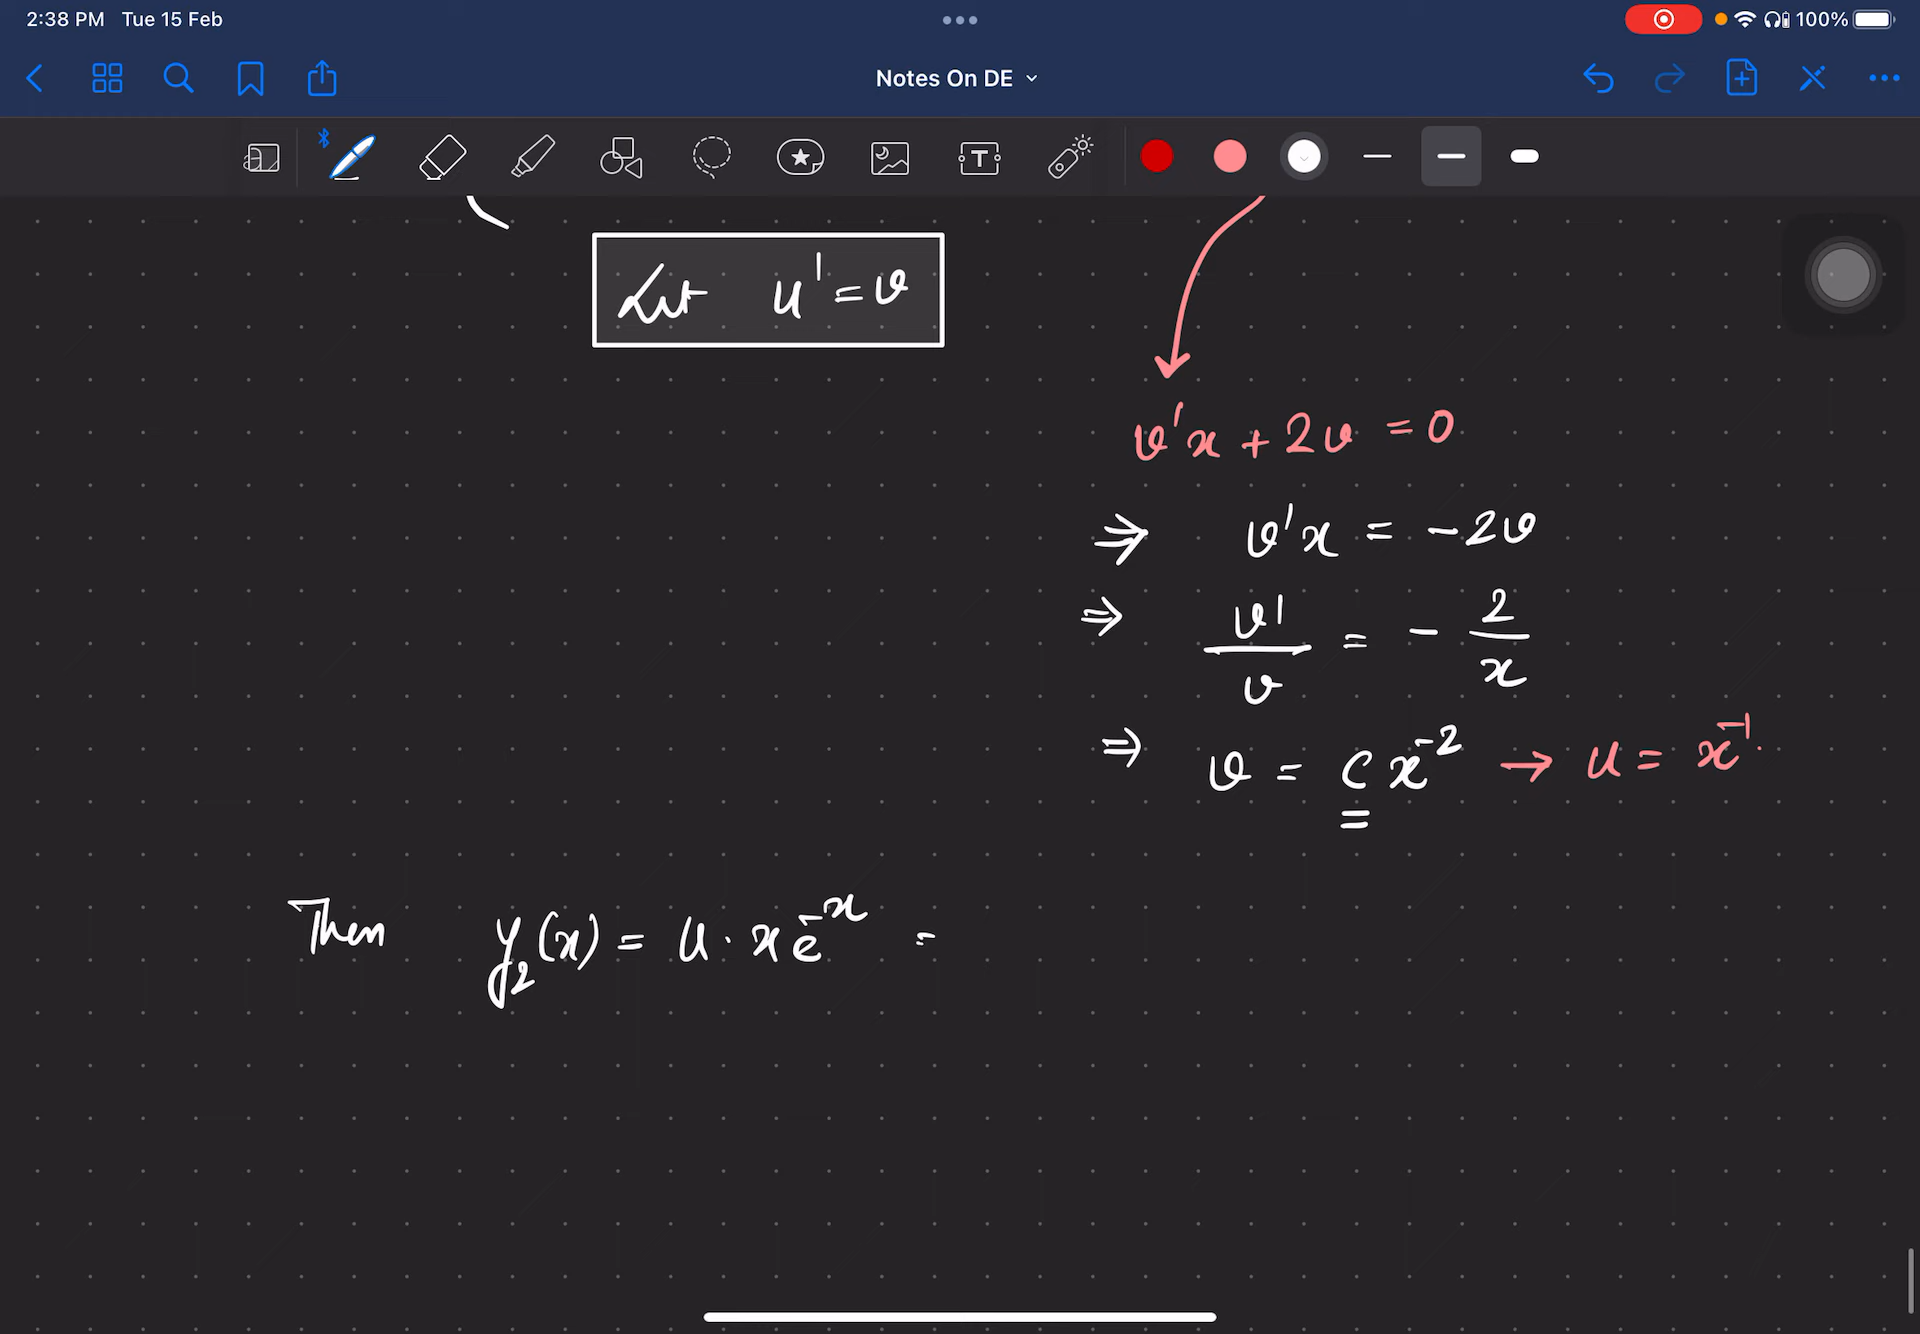 2:38 PM Tue 15 Feb
100%
Notes On DE
T
Let u' = v
v'x + 2v = 0
⇒ v'x = -2v
⇒ v'/v = - 2/x
⇒ v = c x⁻² → u = x⁻¹.
Then y₂(x) = u · x e⁻ˣ =